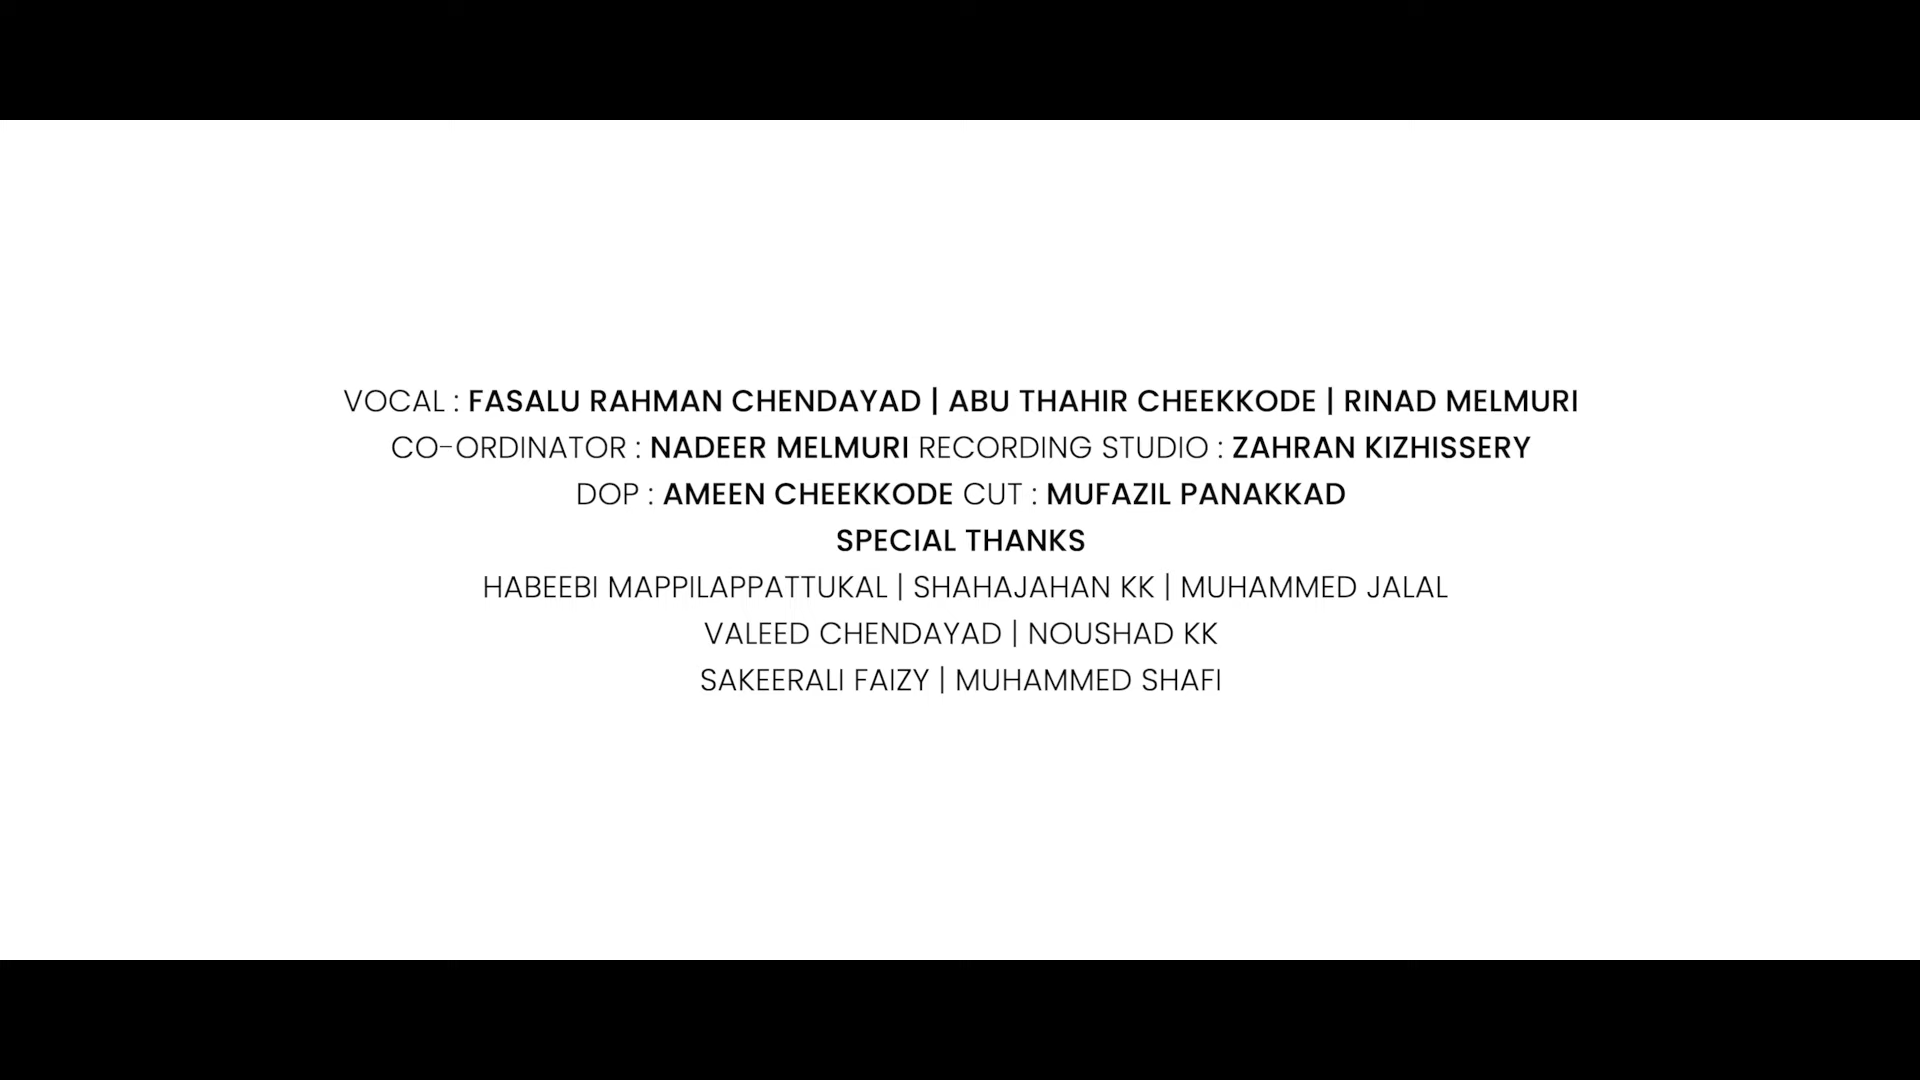 VOCAL : FASALU RAHMAN CHENDAYAD | ABU THAHIR CHEEKKODE | RINAD MELMURI
CO-ORDINATOR : NADEER MELMURI RECORDING STUDIO : ZAHRAN KIZHISSERY
DOP : AMEEN CHEEKKODE CUT : MUFAZIL PANAKKAD
SPECIAL THANKS
HABEEBI MAPPILAPPATTUKAL | SHAHAJAHAN KK | MUHAMMED JALAL
VALEED CHENDAYAD | NOUSHAD KK
SAKEERALI FAIZY | MUHAMMED SHAFI